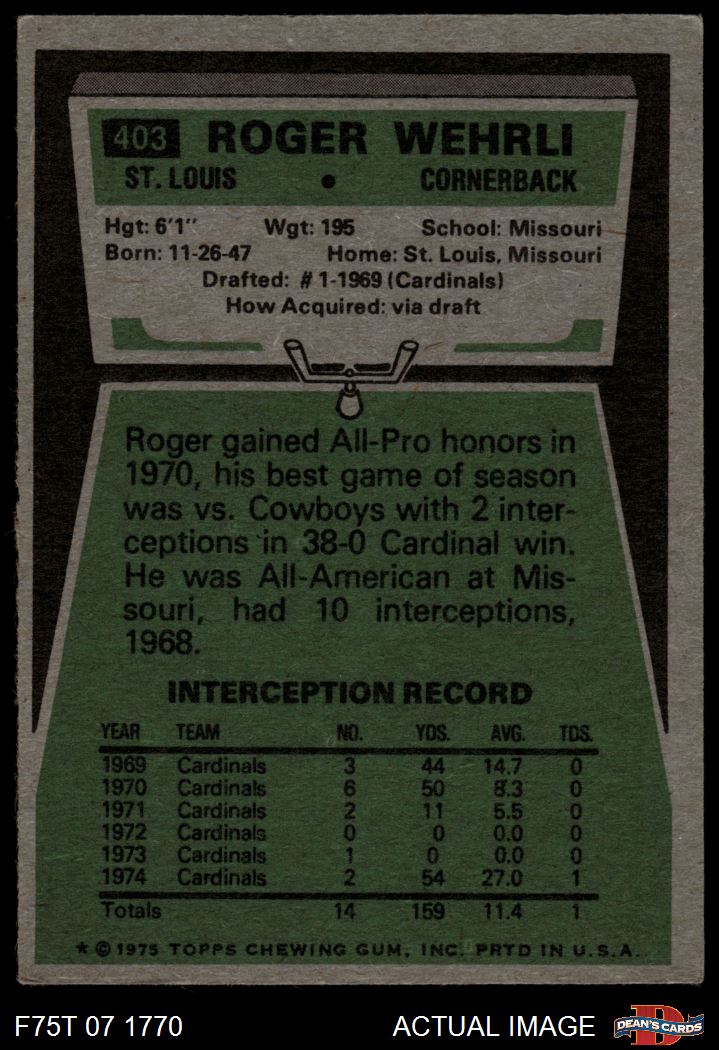 403 ROGER WEHRLI
ST. LOUIS • CORNERBACK
Hgt: 6'1" Wgt: 195 School: Missouri
Born: 11-26-47 Home: St. Louis, Missouri
Drafted: #1-1969 (Cardinals)
How Acquired: via draft
Roger gained All-Pro honors in
1970, his best game of season
was vs. Cowboys with 2 inter-
ceptions in 38-0 Cardinal win.
He was All-American at Mis-
souri, had 10 interceptions,
1968.
INTERCEPTION RECORD
YEAR TEAM NO. YDS. AVG. TDS.
1969 Cardinals 3 44 14.7 0
1970 Cardinals 6 50 8.3 0
1971 Cardinals 2 11 5.5 0
1972 Cardinals 0 0 0.0 0
1973 Cardinals 1 0 0.0 0
1974 Cardinals 2 54 27.0 1
Totals 14 159 11.4 1
* © 1975 TOPPS CHEWING GUM, INC. PRTD IN U.S.A.
F75T 07 1770 ACTUAL IMAGE D DEAN'S CARDS